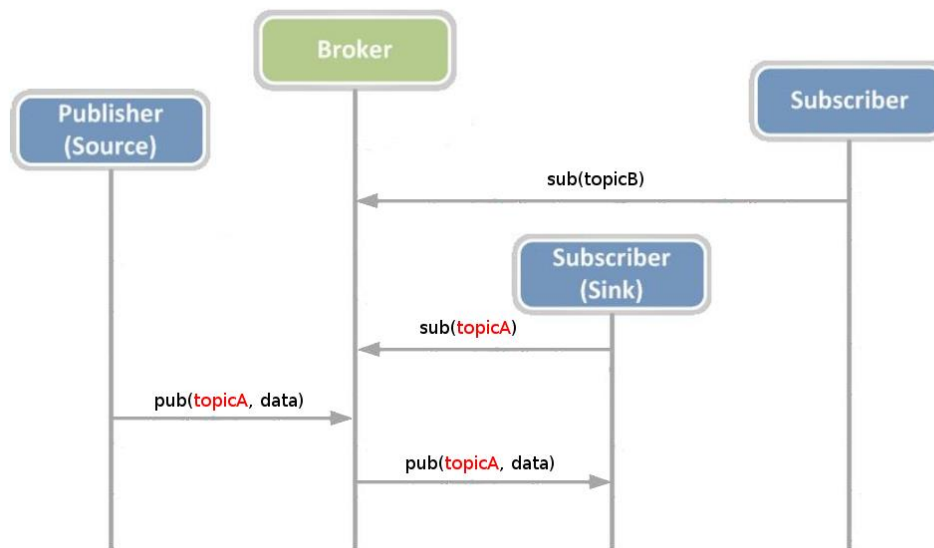 Broker
Publisher
(Source)
Subscriber
sub(topicB)
Subscriber
(Sink)
sub(topicA)
pub(topicA, data)
pub(topicA, data)